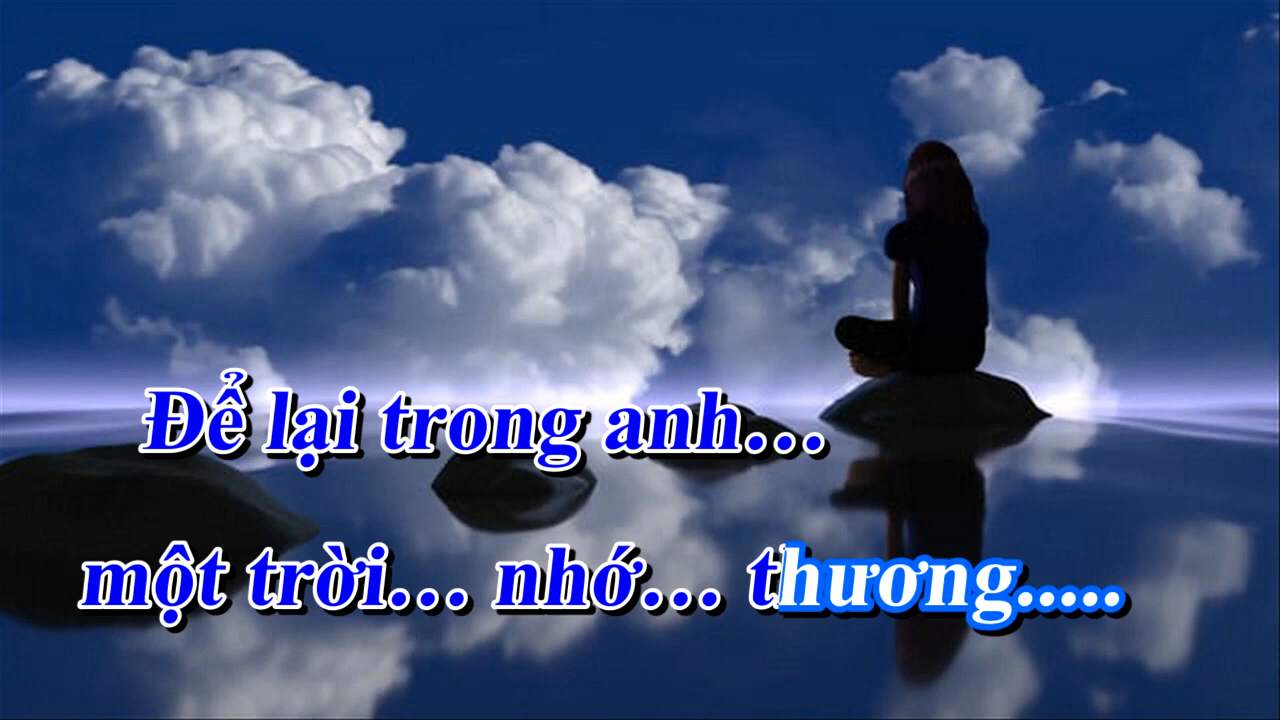 Để lại trong anh...
một trời... nhớ... thương.....